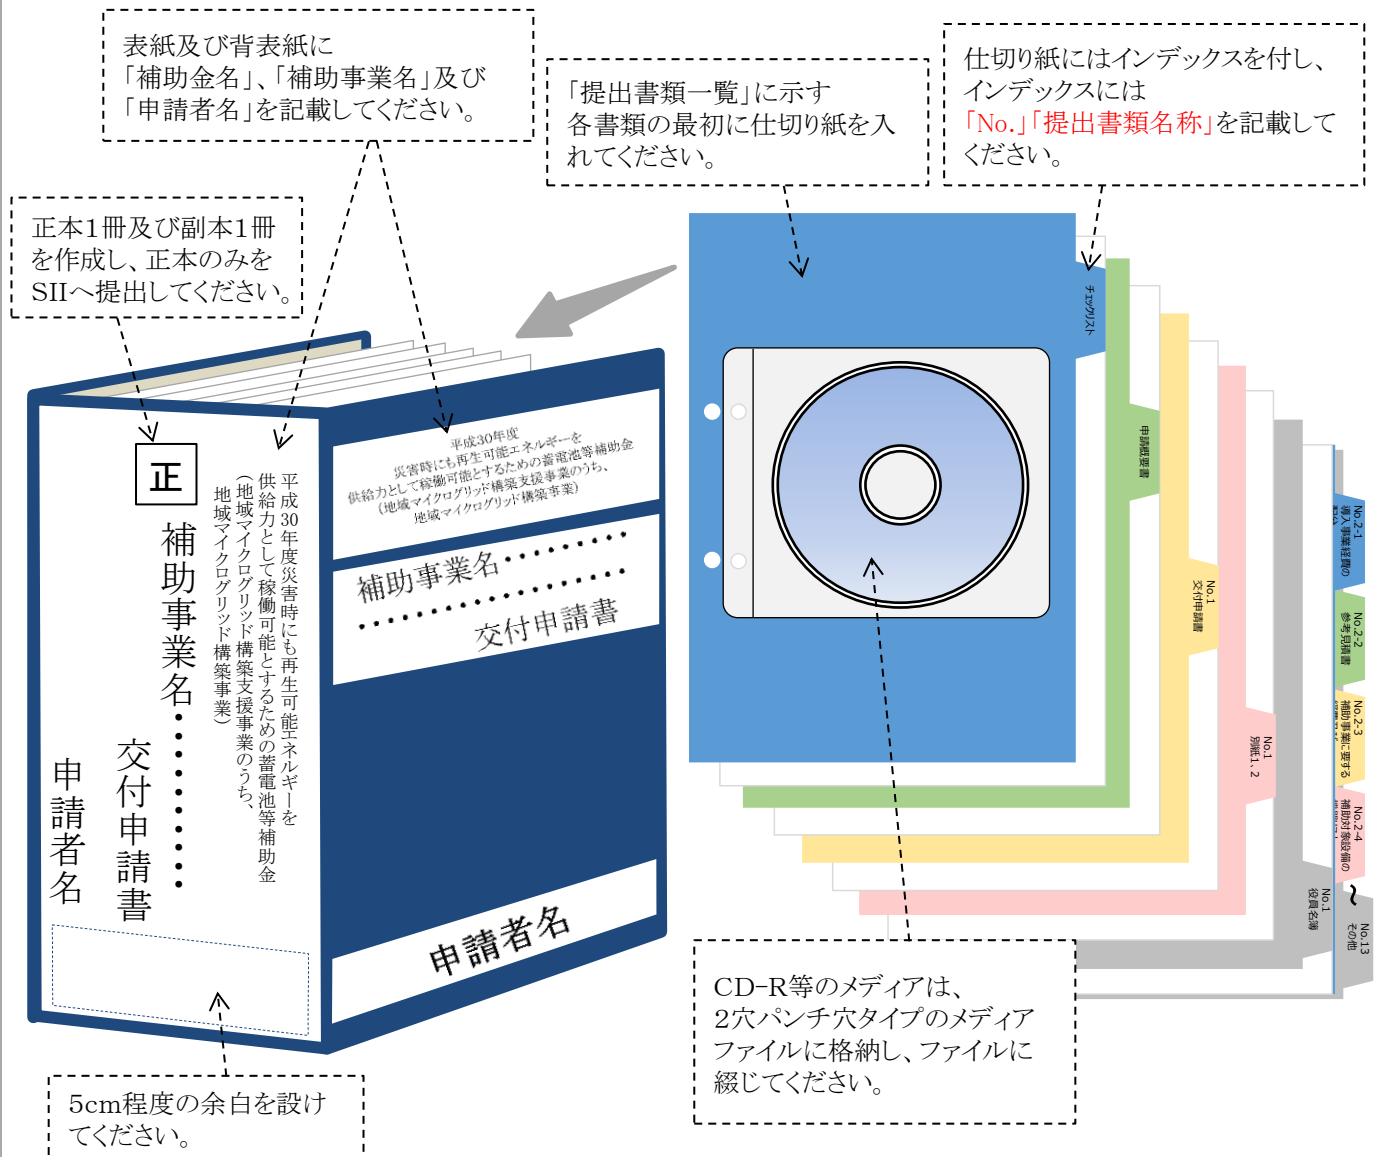 表紙及び背表紙に
「補助金名」、「補助事業名」及び
「申請者名」を記載してください。
「提出書類一覧」に示す
各書類の最初に仕切り紙を入
れてください。
仕切り紙にはインデックスを付し、
インデックスには
「No.」「提出書類名称」を記載して
ください。
正本1冊及び副本1冊
を作成し、正本のみを
SIIへ提出してください。
正
平成30年度災害時にも再生可能エネルギーを
供給力として稼働可能とするための蓄電池等補助金
(地域マイクログリッド構築支援事業のうち、
地域マイクログリッド構築事業)
補助事業名・・・・・・・・・・
交付申請書
申請者名
平成30年度
災害時にも再生可能エネルギーを
供給力として稼働可能とするための蓄電池等補助金
(地域マイクログリッド構築支援事業のうち、
地域マイクログリッド構築事業)
補助事業名・・・・・・・・
・・・・・・・・・・・・・・・・・
交付申請書
申請者名
チェックリスト
申請概要書
No.1
交付申請書
No.1
別紙1、2
No.1
役員名簿
No.2-1
導入事業経費の
No.2-2
参考見積書
No.2-3
補助事業に要する
No.2-4
補助対象設備の
~
No.13
その他
CD-R等のメディアは、
2穴パンチ穴タイプのメディア
ファイルに格納し、ファイルに
綴じてください。
5cm程度の余白を設け
てください。